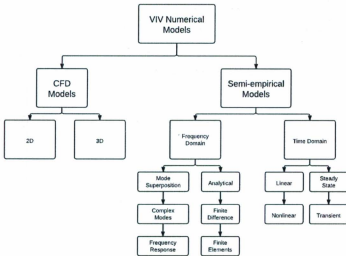 VIV Numerical
Models
CFD
Models
Semi-empirical
Models
2D
3D
Frequency
Domain
Time Domain
Mode
Superposition
Analytical
Linear
Steady
State
Complex
Modes
Finite
Difference
Nonlinear
Transient
Frequency
Response
Finite
Elements